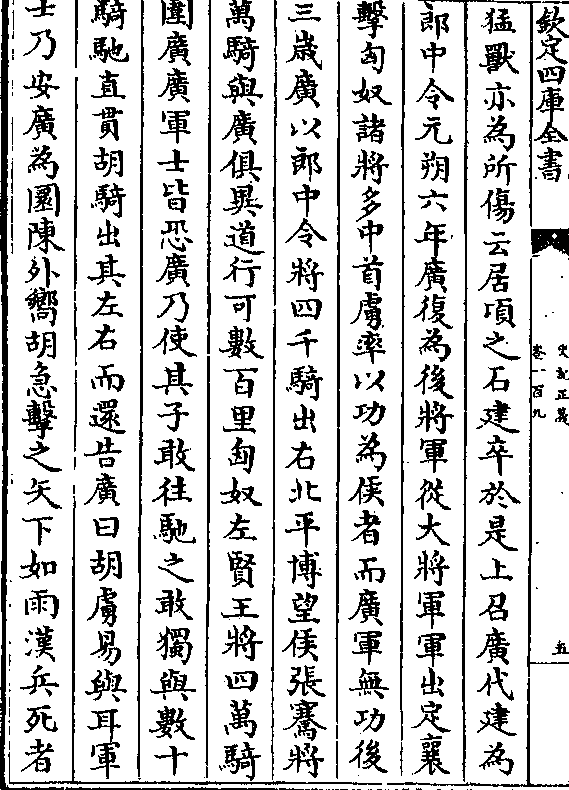 欽定四庫全書
史記正義
卷一百九
五
猛獸亦為所傷云居頃之石建卒於是上召廣代建為
郎中令元朔六年廣復為後將軍從大將軍軍出定襄
擊匈奴諸將多中首虜率以功為侯者而廣軍無功後
三歲廣以郎中令將四千騎出右北平博望侯張騫將
萬騎與廣俱異道行可數百里匈奴左賢王將四萬騎
圍廣廣軍士皆恐廣乃使其子敢往馳之敢獨與數十
騎馳直貫胡騎出其左右而還告廣曰胡虜易與耳軍
士乃安廣為圜陳外嚮胡急擊之矢下如雨漢兵死者